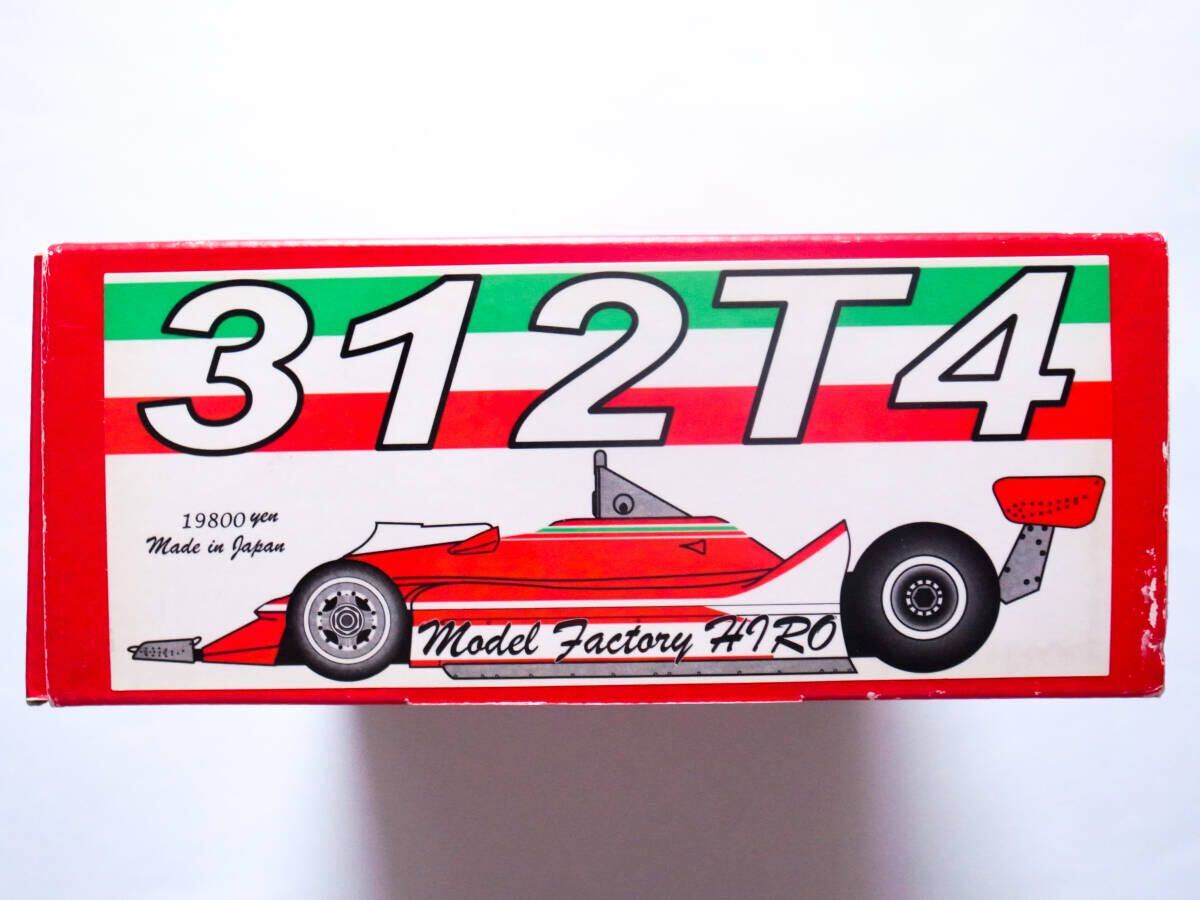 312T4
19800 yen
Made in Japan
Model Factory HIRO